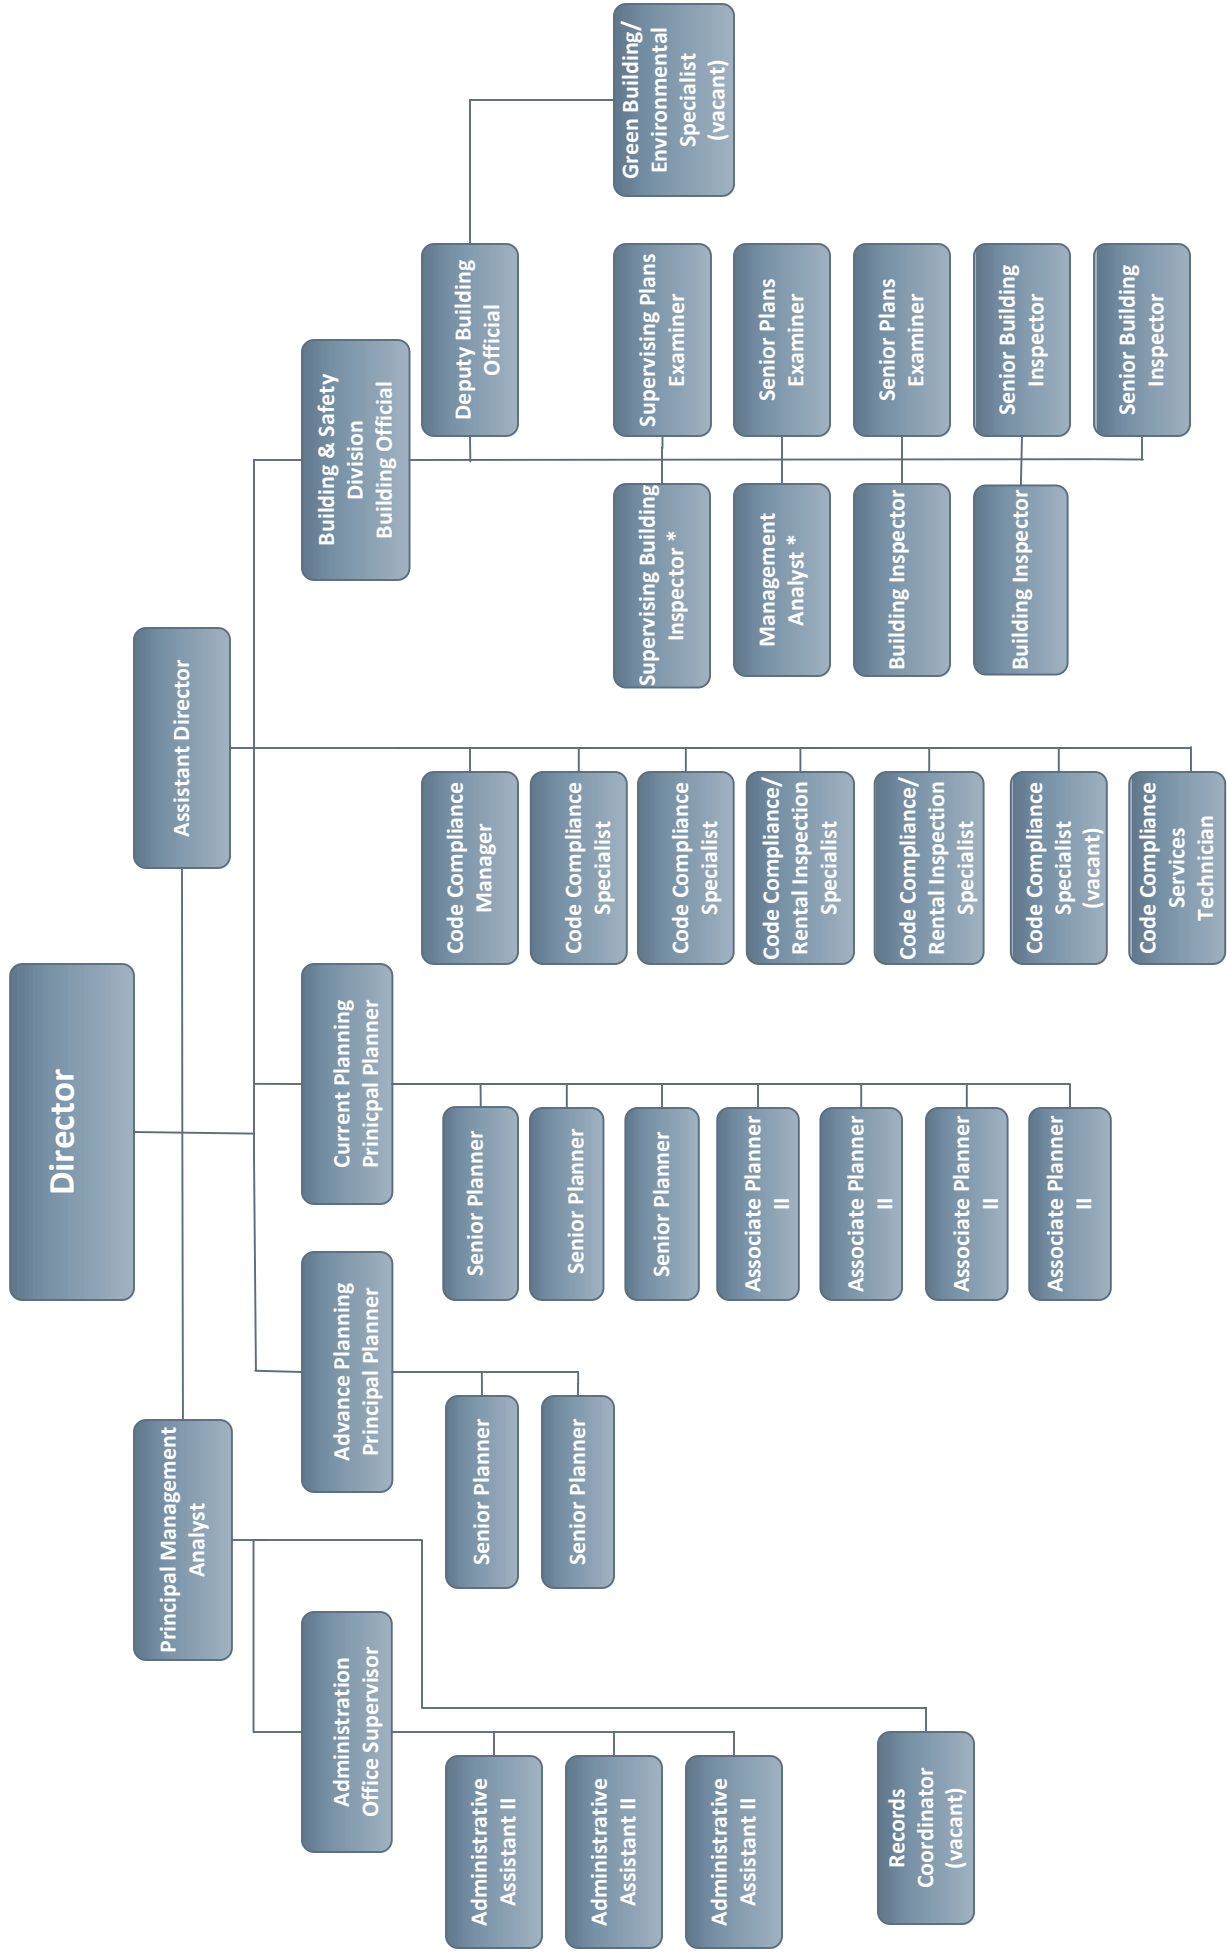 Director
Principal Management
Analyst
Assistant Director
Administration
Office Supervisor
Advance Planning
Principal Planner
Current Planning
Prinicpal Planner
Building & Safety
Division
Building Official
Administrative
Assistant II
Administrative
Assistant II
Administrative
Assistant II
Records
Coordinator
(vacant)
Senior Planner
Senior Planner
Senior Planner
Senior Planner
Senior Planner
Associate Planner
II
Associate Planner
II
Associate Planner
II
Associate Planner
II
Code Compliance
Manager
Code Compliance
Specialist
Code Compliance
Specialist
Code Compliance/
Rental Inspection
Specialist
Code Compliance/
Rental Inspection
Specialist
Code Compliance
Specialist
(vacant)
Code Compliance
Services
Technician
Deputy Building
Official
Green Building/
Environmental
Specialist
(vacant)
Supervising Building
Inspector *
Supervising Plans
Examiner
Management
Analyst *
Senior Plans
Examiner
Building Inspector
Senior Plans
Examiner
Building Inspector
Senior Building
Inspector
Senior Building
Inspector